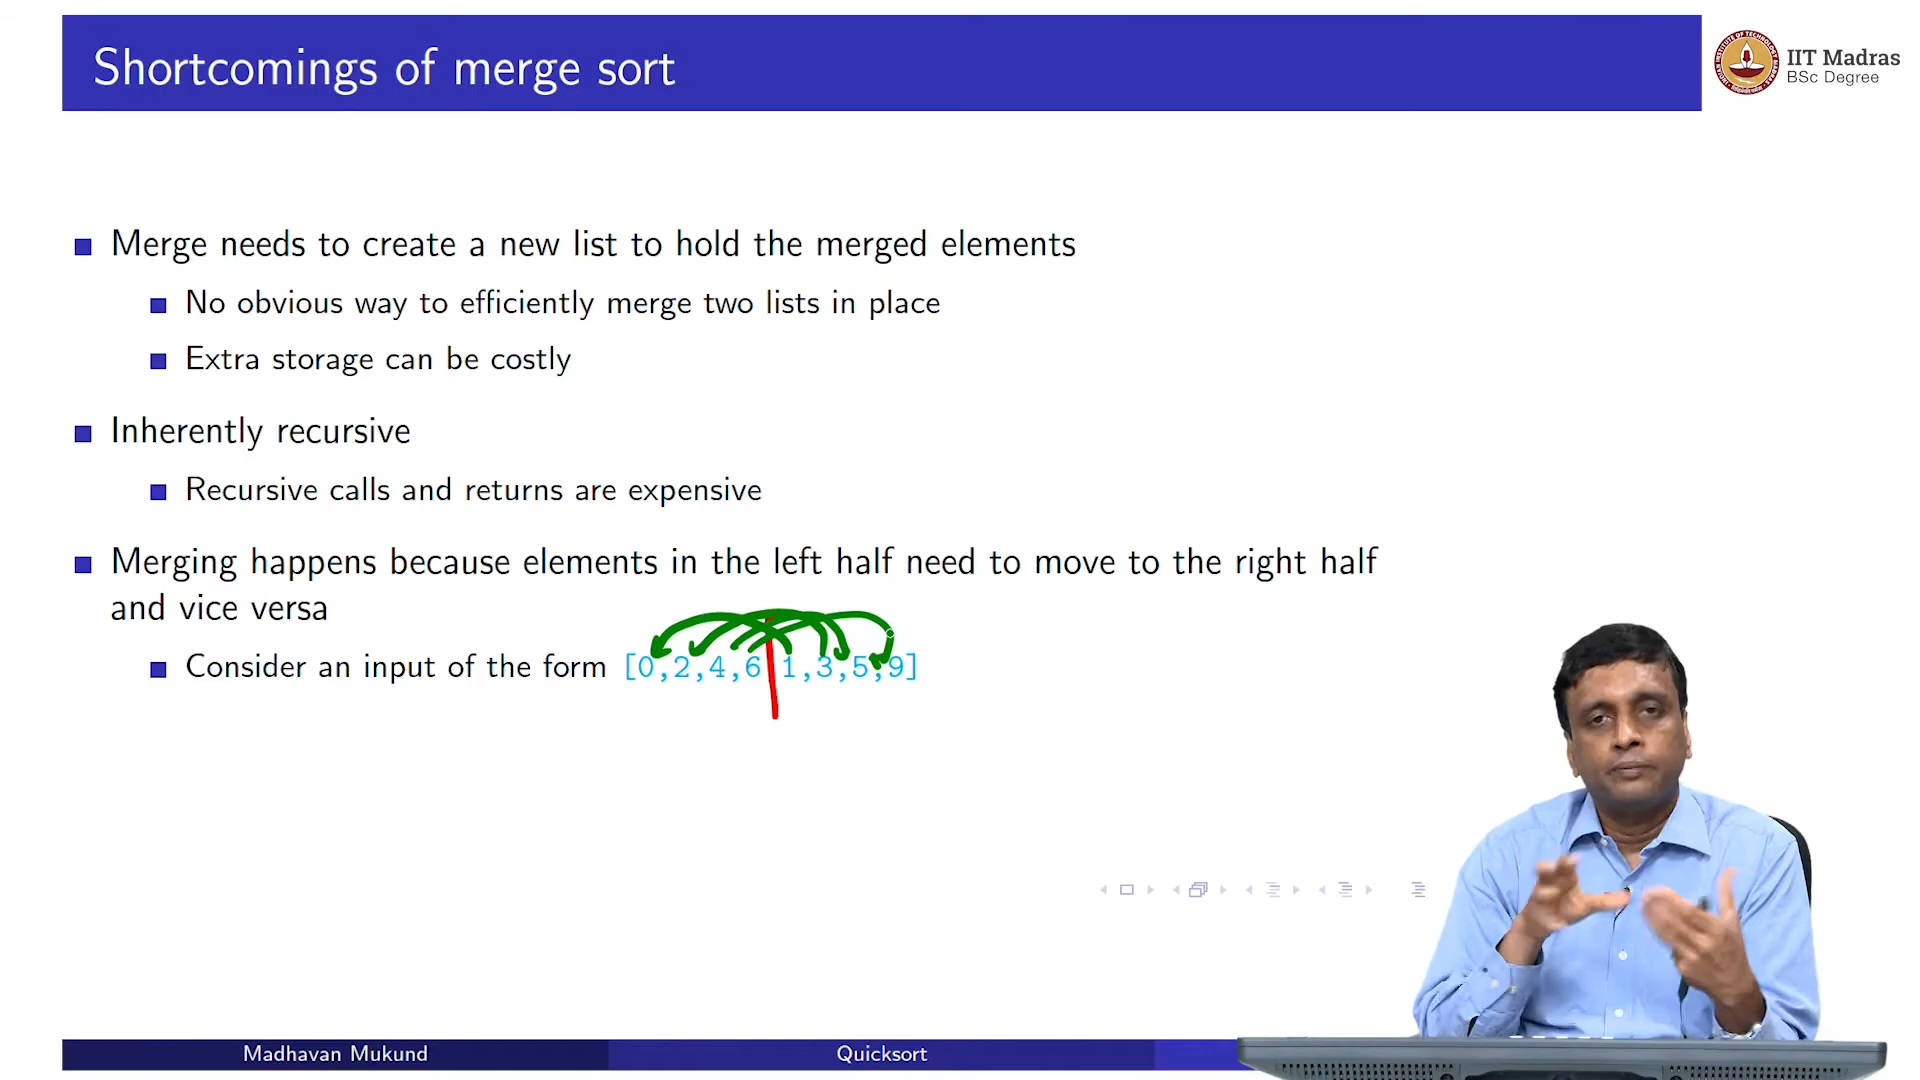 Shortcomings of merge sort
IIT Madras
BSc Degree
Merge needs to create a new list to hold the merged elements
No obvious way to efficiently merge two lists in place
Extra storage can be costly
Inherently recursive
Recursive calls and returns are expensive
Merging happens because elements in the left half need to move to the right half
and vice versa
Consider an input of the form [0,2,4,6 1,3,5,9]
Madhavan Mukund
Quicksort